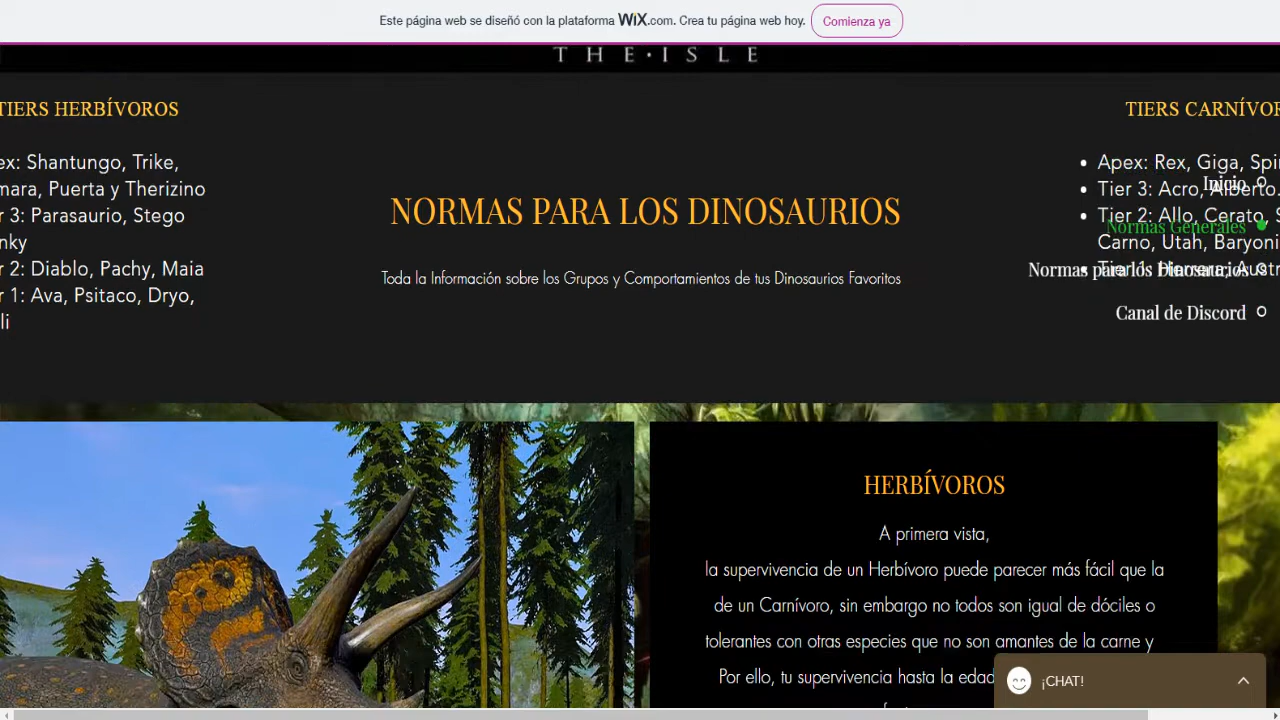 Este página web se diseñó con la plataforma WiX.com. Crea tu página web hoy.
Comienza ya
THE·ISLE
TIERS HERBÍVOROS
ex: Shantungo, Trike,
mara, Puerta y Therizino
r 3: Parasaurio, Stego
nky
r 2: Diablo, Pachy, Maia
r 1: Ava, Psitaco, Dryo,
li
NORMAS PARA LOS DINOSAURIOS
Toda la Información sobre los Grupos y Comportamientos de tus Dinosaurios Favoritos
TIERS CARNÍVOR
Apex: Rex, Giga, Spi
Tier 3: Acro, Alberto.
Tier 2: Allo, Cerato, S
Carno, Utah, Baryoni
Tier 1: Herrera, Austr
Inicio
Normas Generales
Normas para los Dinosaurios
Canal de Discord
HERBÍVOROS
A primera vista,
la supervivencia de un Herbívoro puede parecer más fácil que la
de un Carnívoro, sin embargo no todos son igual de dóciles o
tolerantes con otras especies que no son amantes de la carne y
Por ello, tu supervivencia hasta la edad
¡CHAT!